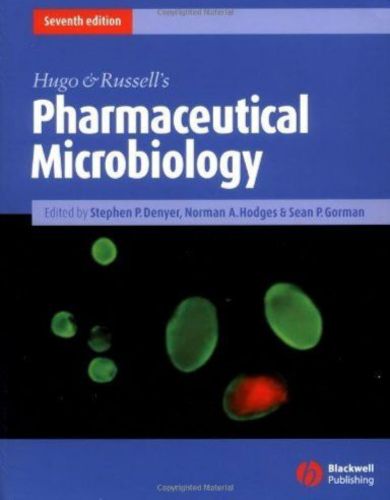 Seventh edition
Hugo & Russell's
Pharmaceutical
Microbiology
Edited by Stephen P. Denyer, Norman A. Hodges & Sean P. Gorman
Blackwell
Publishing